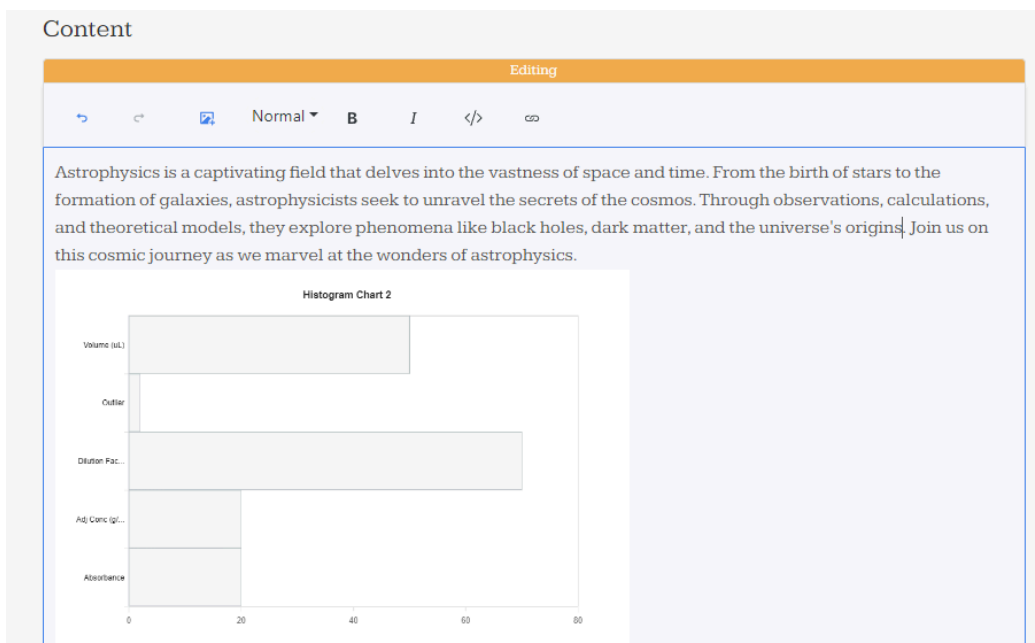 Content
Editing
Normal B I </>
Astrophysics is a captivating field that delves into the vastness of space and time. From the birth of stars to the
formation of galaxies, astrophysicists seek to unravel the secrets of the cosmos. Through observations, calculations,
and theoretical models, they explore phenomena like black holes, dark matter, and the universe's origins. Join us on
this cosmic journey as we marvel at the wonders of astrophysics.
Histogram Chart 2
Volume (uL)
Outlier
Dilution Fac...
Adj Conc (g/...
Absorbance
0 20 40 60 80